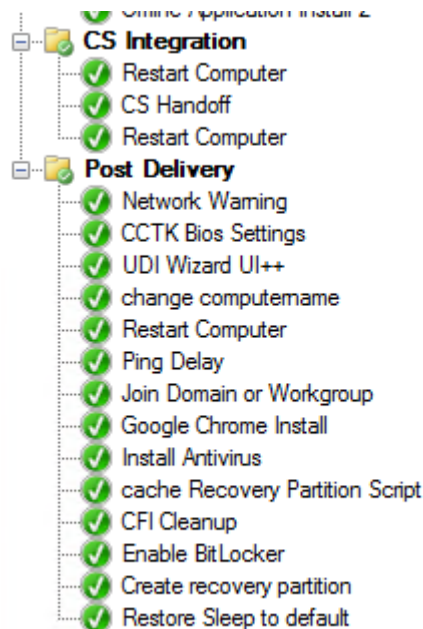 CS Integration
Restart Computer
CS Handoff
Restart Computer
Post Delivery
Network Warning
CCTK Bios Settings
UDI Wizard UI++
change computername
Restart Computer
Ping Delay
Join Domain or Workgroup
Google Chrome Install
Install Antivirus
cache Recovery Partition Script
CFI Cleanup
Enable BitLocker
Create recovery partition
Restore Sleep to default